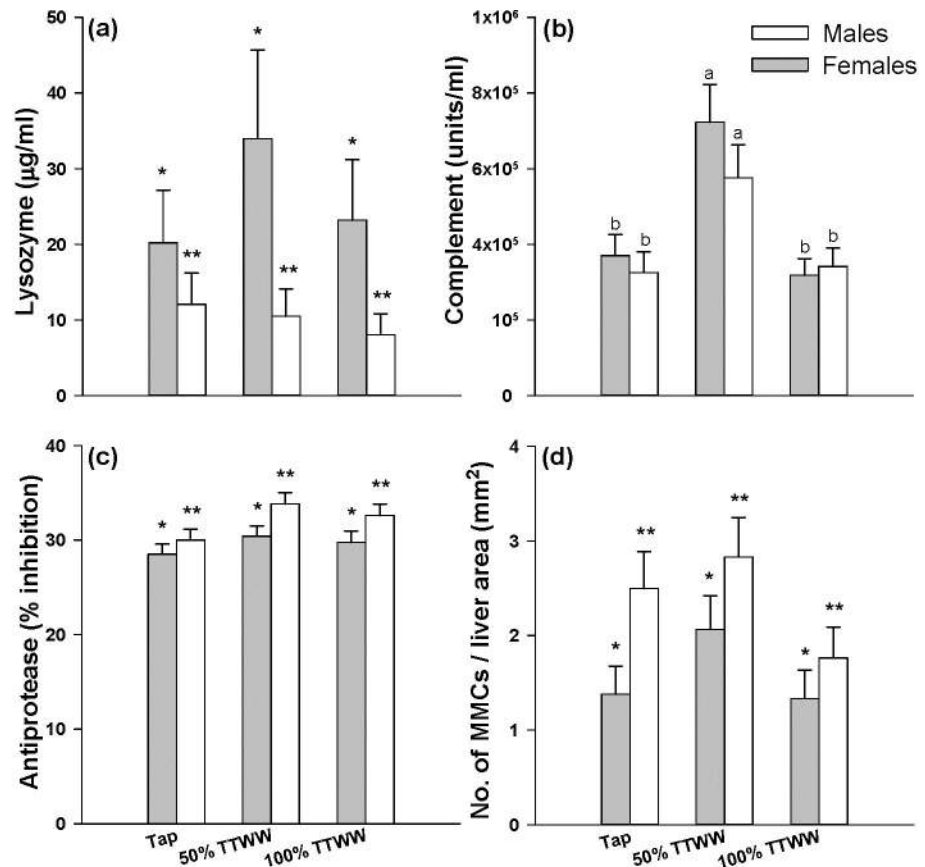 (a)
Lysozyme (µg/ml)
50
40
30
20
10
0
*
**
*
**
*
**
(b)
Males
Females
Complement (units/ml)
1x10⁶
8x10⁵
6x10⁵
4x10⁵
10⁵
0
b
b
a
a
b
b
(c)
Antiprotease (% inhibition)
40
30
20
10
0
*
**
*
**
*
**
Tap
50% TTWW
100% TTWW
(d)
No. of MMCs / liver area (mm²)
4
3
2
1
0
*
**
*
**
*
**
Tap
50% TTWW
100% TTWW